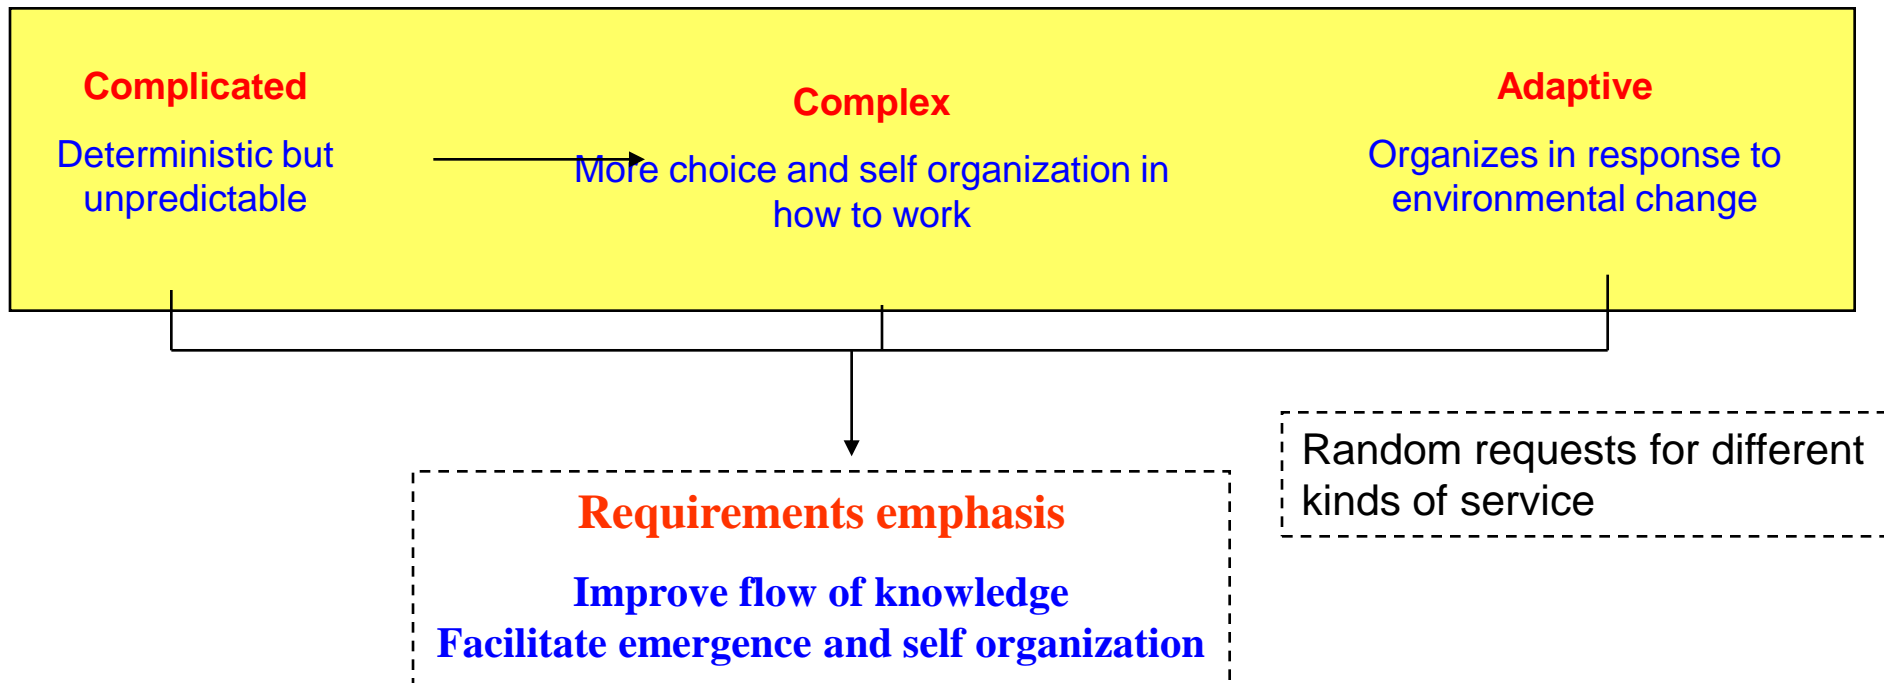 Complicated
Deterministic but
unpredictable
Complex
More choice and self organization in
how to work
Adaptive
Organizes in response to
environmental change
Random requests for different
kinds of service
Requirements emphasis
Improve flow of knowledge
Facilitate emergence and self organization